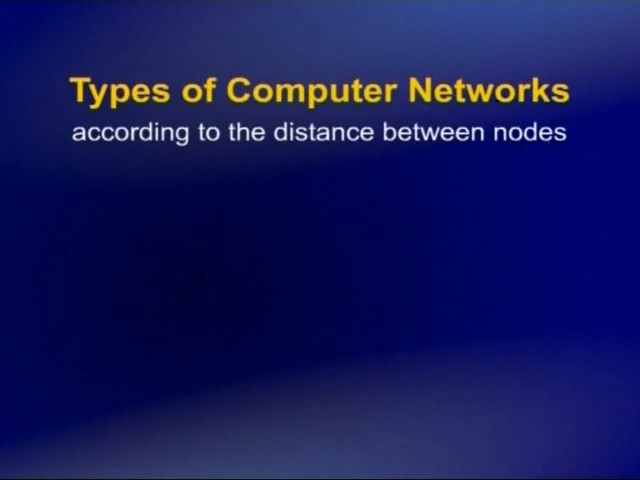 Types of Computer Networks
according to the distance between nodes